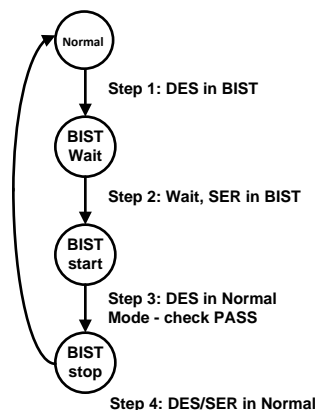 Normal
Step 1: DES in BIST
BIST
Wait
Step 2: Wait, SER in BIST
BIST
start
Step 3: DES in Normal
Mode - check PASS
BIST
stop
Step 4: DES/SER in Normal